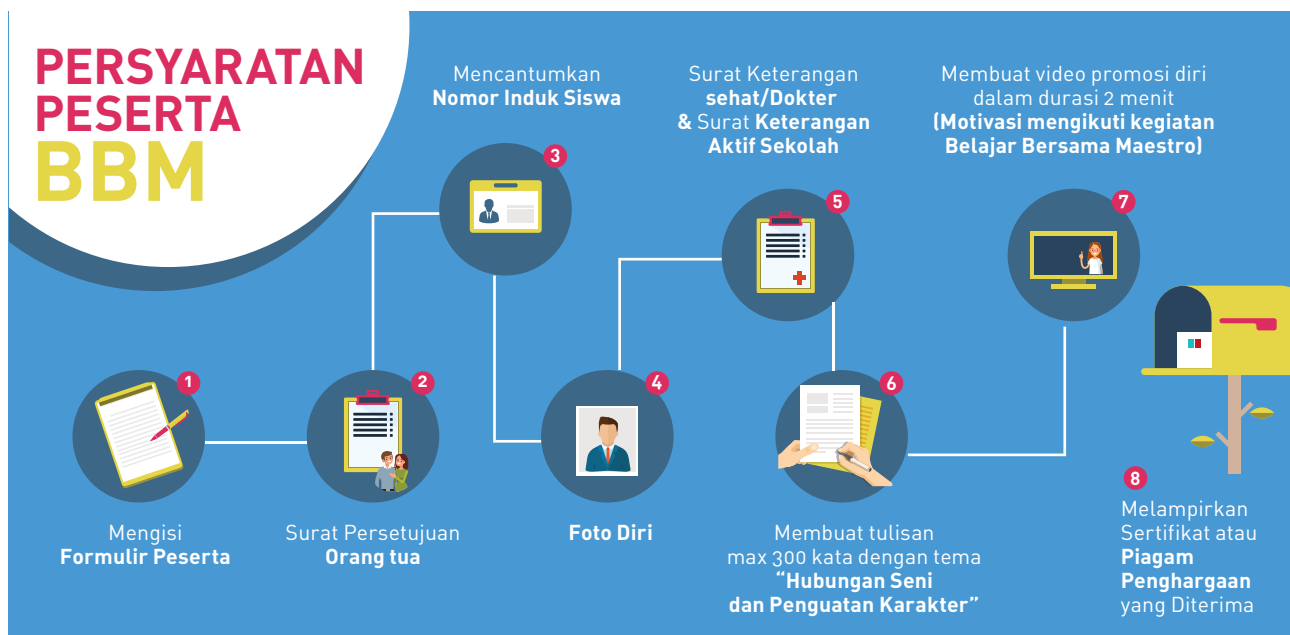 PERSYARATAN
PESERTA
BBM
1
Mengisi
Formulir Peserta
2
Surat Persetujuan
Orang tua
Mencantumkan
Nomor Induk Siswa
3
4
Foto Diri
Surat Keterangan
sehat/Dokter
& Surat Keterangan
Aktif Sekolah
5
6
Membuat tulisan
max 300 kata dengan tema
“Hubungan Seni
dan Penguatan Karakter”
Membuat video promosi diri
dalam durasi 2 menit
(Motivasi mengikuti kegiatan
Belajar Bersama Maestro)
7
8
Melampirkan
Sertifikat atau
Piagam
Penghargaan
yang Diterima